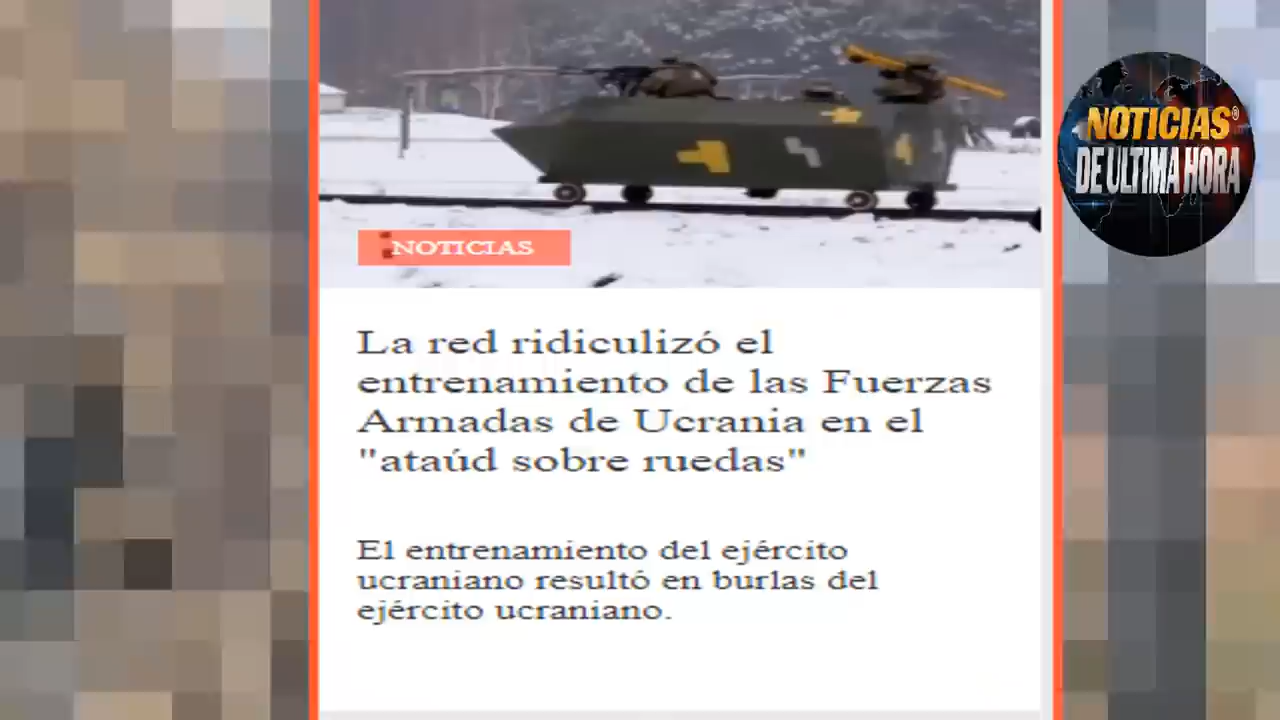 NOTICIAS
DE ULTIMA HORA
NOTICIAS
La red ridiculizó el
entrenamiento de las Fuerzas
Armadas de Ucrania en el
"ataúd sobre ruedas"
El entrenamiento del ejército
ucraniano resultó en burlas del
ejército ucraniano.